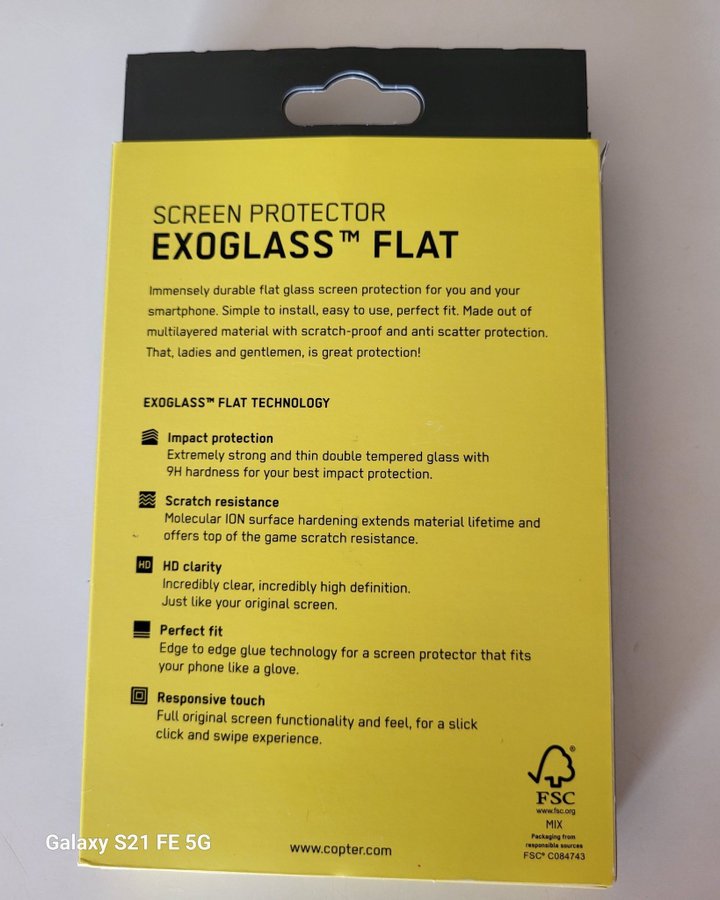 SCREEN PROTECTOR
EXOGLASS™ FLAT
Immensely durable flat glass screen protection for you and your
smartphone. Simple to install, easy to use, perfect fit. Made out of
multilayered material with scratch-proof and anti scatter protection.
That, ladies and gentlemen, is great protection!
EXOGLASS™ FLAT TECHNOLOGY
Impact protection
Extremely strong and thin double tempered glass with
9H hardness for your best impact protection.
Scratch resistance
Molecular ION surface hardening extends material lifetime and
offers top of the game scratch resistance.
HD HD clarity
Incredibly clear, incredibly high definition.
Just like your original screen.
Perfect fit
Edge to edge glue technology for a screen protector that fits
your phone like a glove.
Responsive touch
Full original screen functionality and feel, for a slick
click and swipe experience.
®
FSC
www.fsc.org
MIX
Packaging from
responsible sources
FSC® C084743
www.copter.com
Galaxy S21 FE 5G